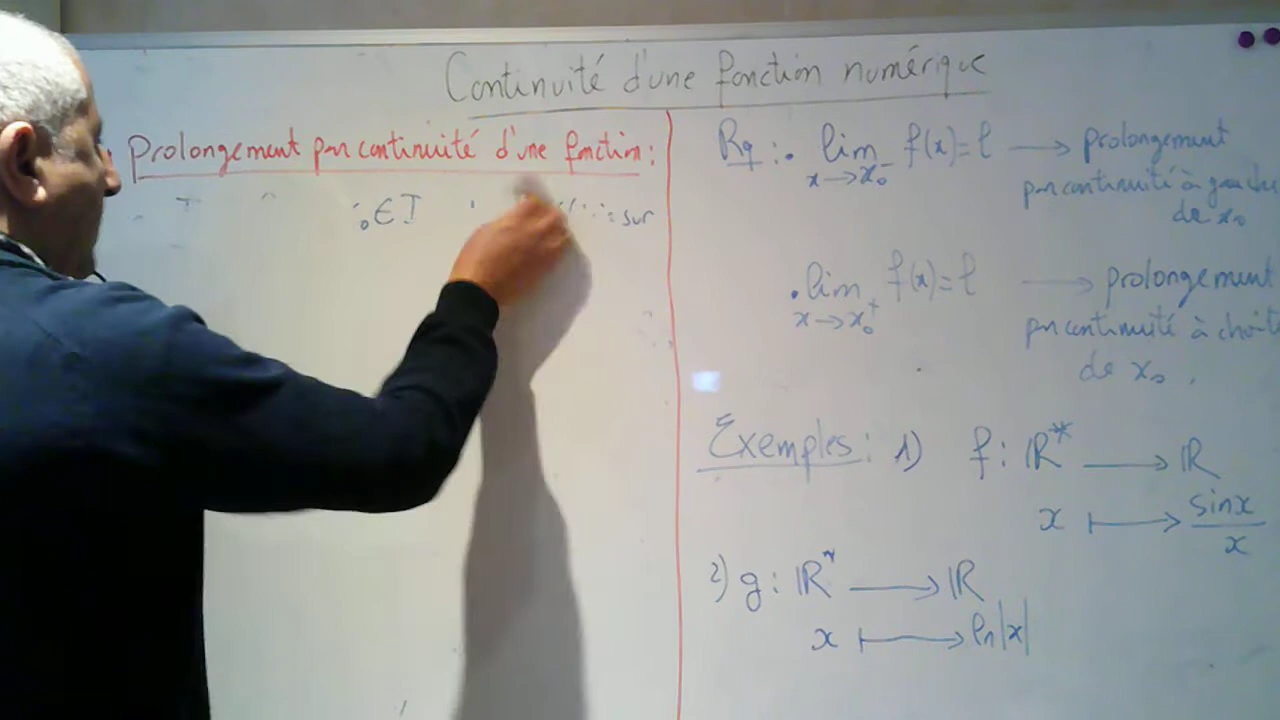 Continuité d'une fonction numérique
Prolongement par continuité d'une fonction :
∈ I sur
Rq : • lim f(x) = l → prolongement
x → x₀⁻ par continuité à gauche
de x₀
• lim f(x) = l → prolongement
x → x₀⁺ par continuité à droite
de x₀.
Exemples : 1) f : ℝ* → ℝ
x ↦ sinx/x
2) g : ℝ* → ℝ
x ↦ ln|x|